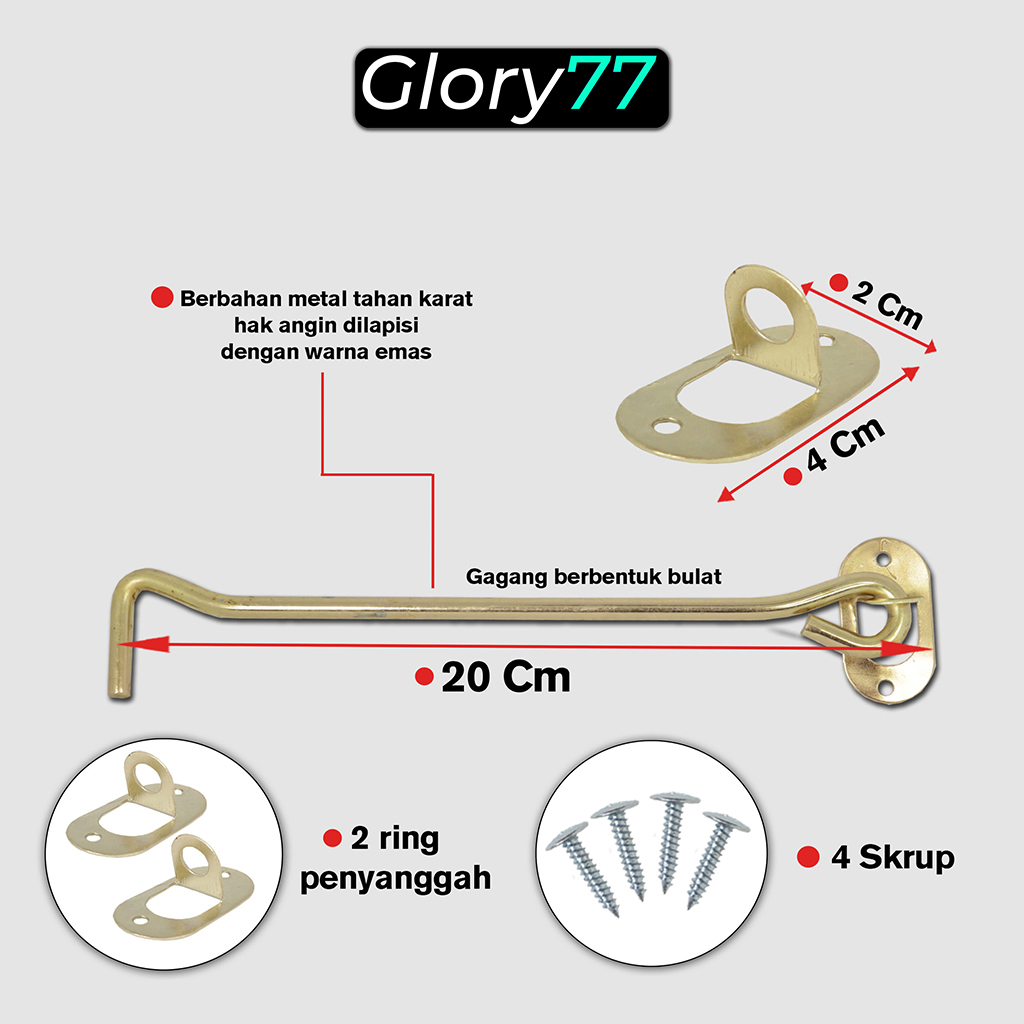 Glory77
Berbahan metal tahan karat
hak angin dilapisi
dengan warna emas
2 Cm
4 Cm
Gagang berbentuk bulat
20 Cm
2 ring
penyanggah
4 Skrup